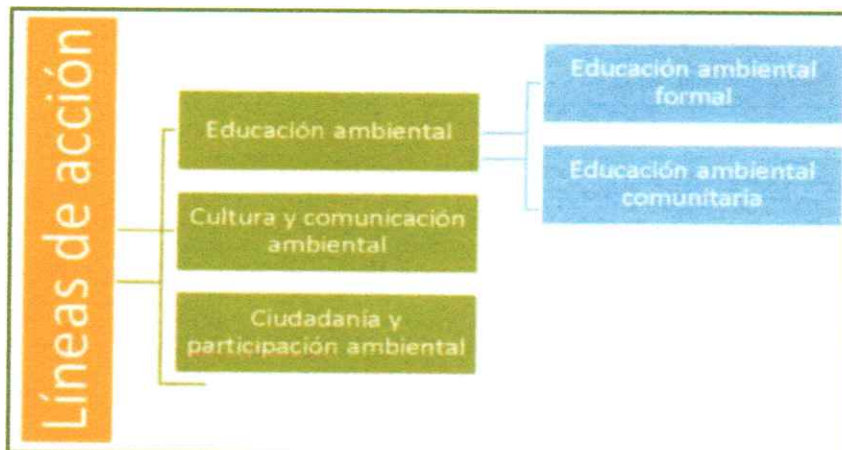 Líneas de acción
Educación ambiental
Cultura y comunicación
ambiental
Ciudadanía y
participación ambiental
Educación ambiental
formal
Educación ambiental
comunitaria